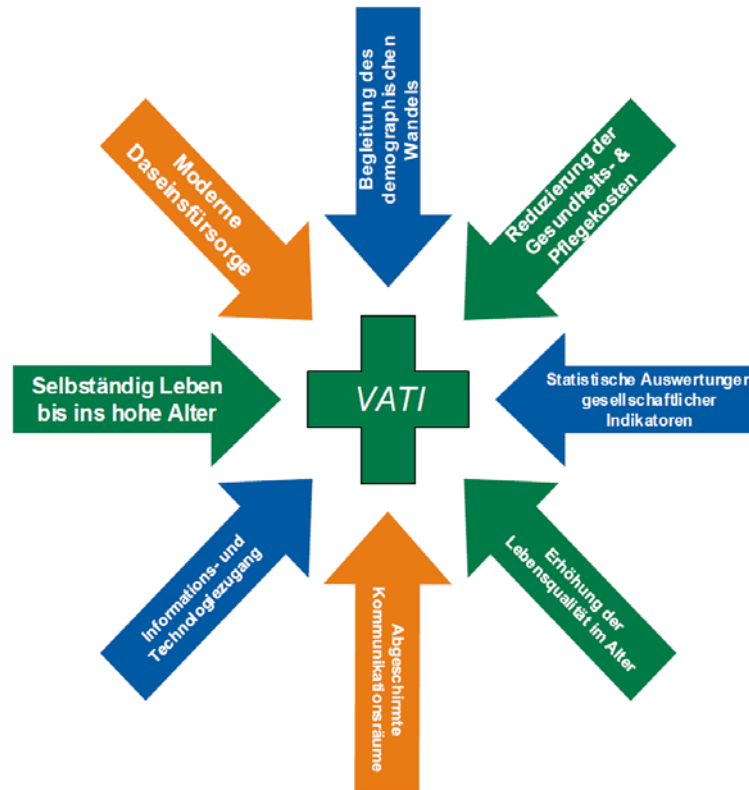 Begleitung des
demographischen
Wandels
Moderne
Daseinsfürsorge
Reduzierung der
Gesundheits- &
Pflegekosten
Selbständig Leben
bis ins hohe Alter
VATI
Statistische Auswertungen
gesellschaftlicher
Indikatoren
Informations- und
Technologiezugang
Abgeschirmte
Kommunikationsräume
Erhöhung der
Lebensqualität im Alter